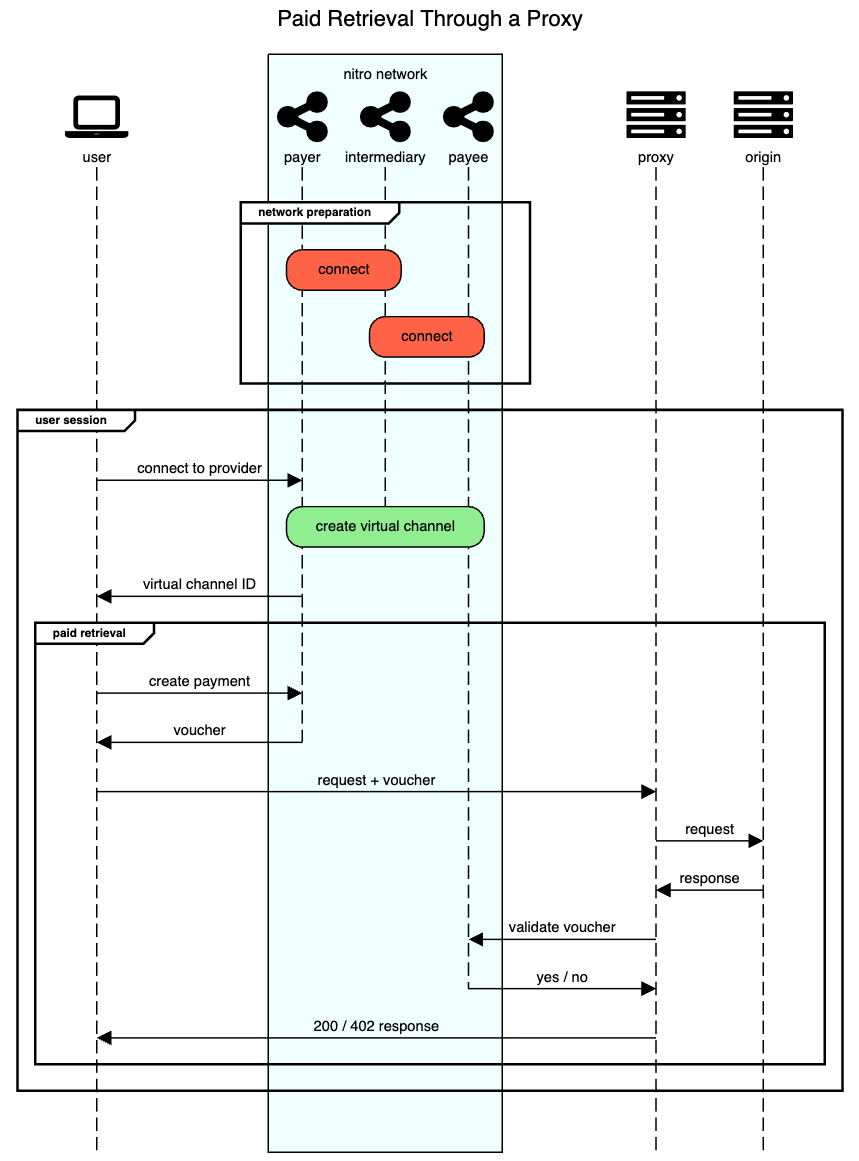 Paid Retrieval Through a Proxy
nitro network
user
payer
intermediary
payee
proxy
origin
network preparation
connect
connect
user session
connect to provider
create virtual channel
virtual channel ID
paid retrieval
create payment
voucher
request + voucher
request
response
validate voucher
yes / no
200 / 402 response